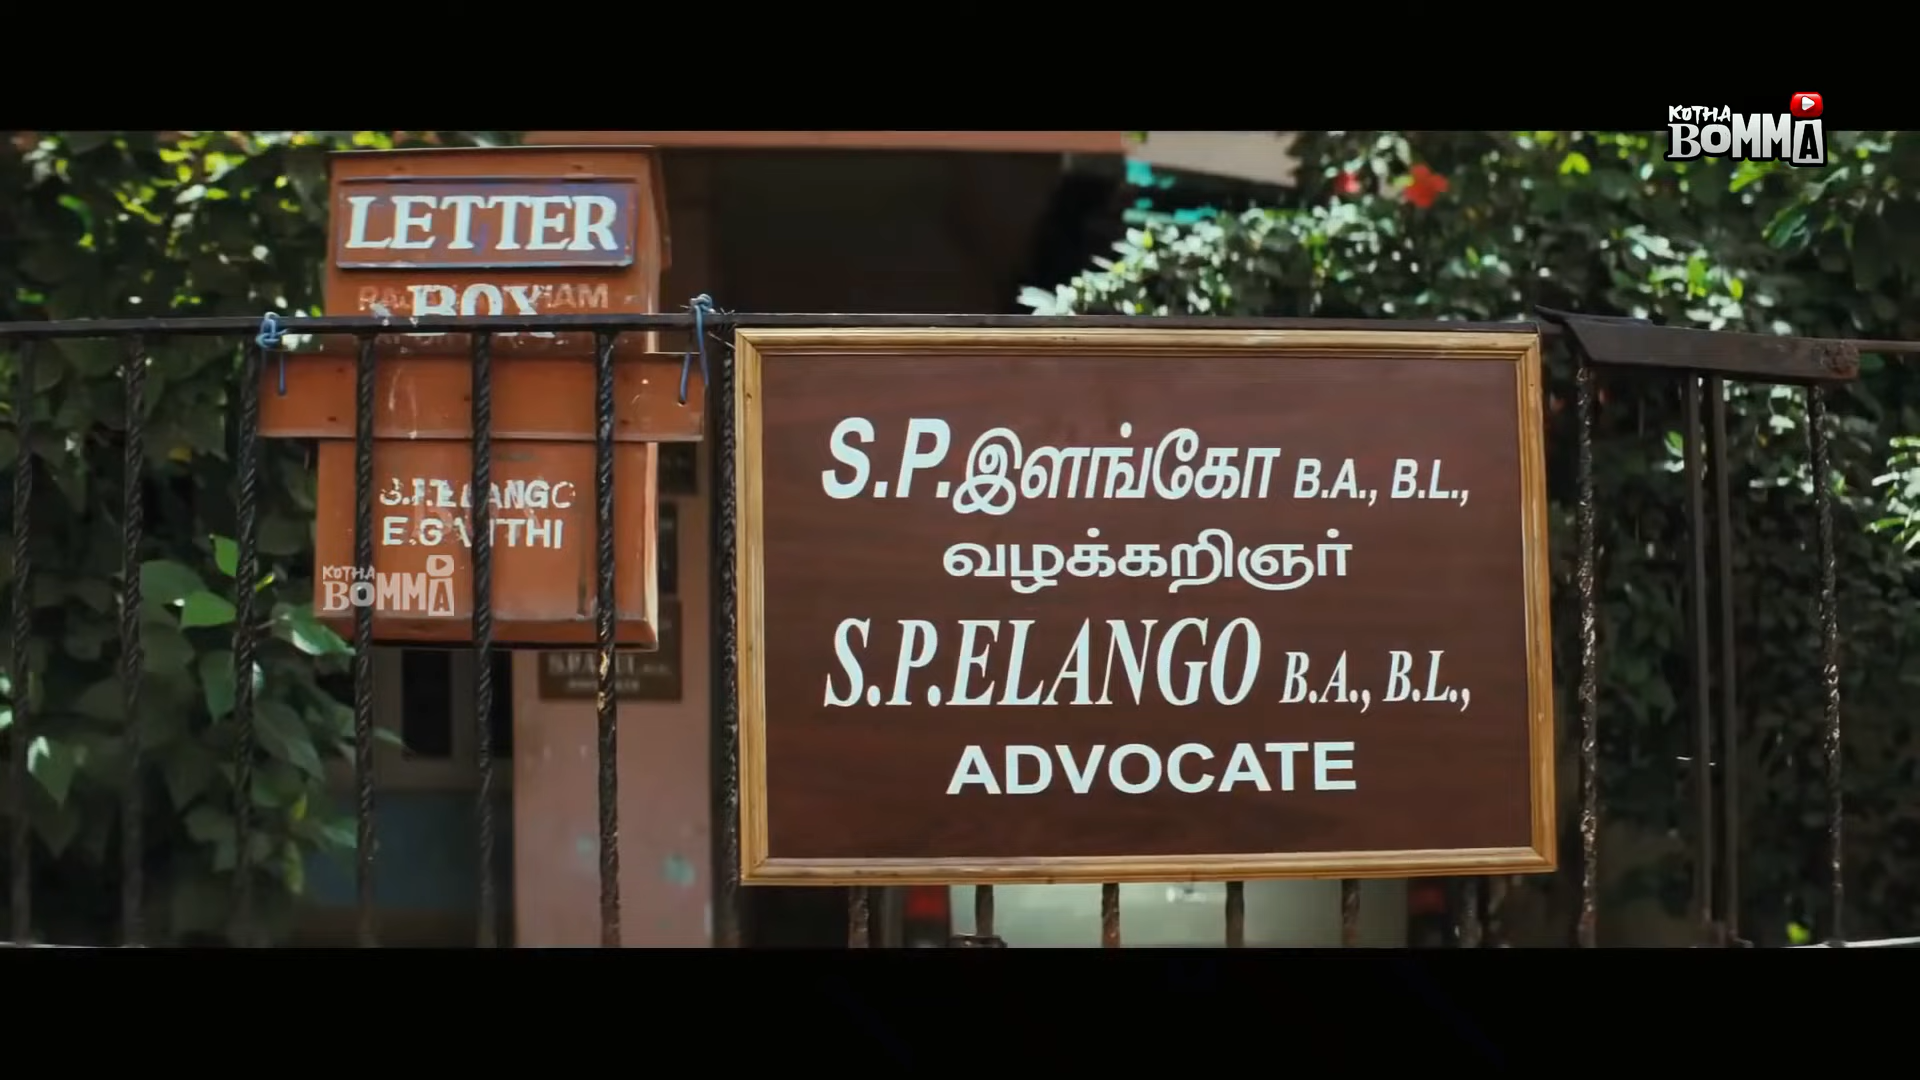 KOTHA
BOMMA
LETTER
BOX
S.P.ELANGO
S.P.இளங்கோ B.A., B.L.,
வழக்கறிஞர்
S.P.ELANGO B.A., B.L.,
ADVOCATE
KOTHA
BOMMA